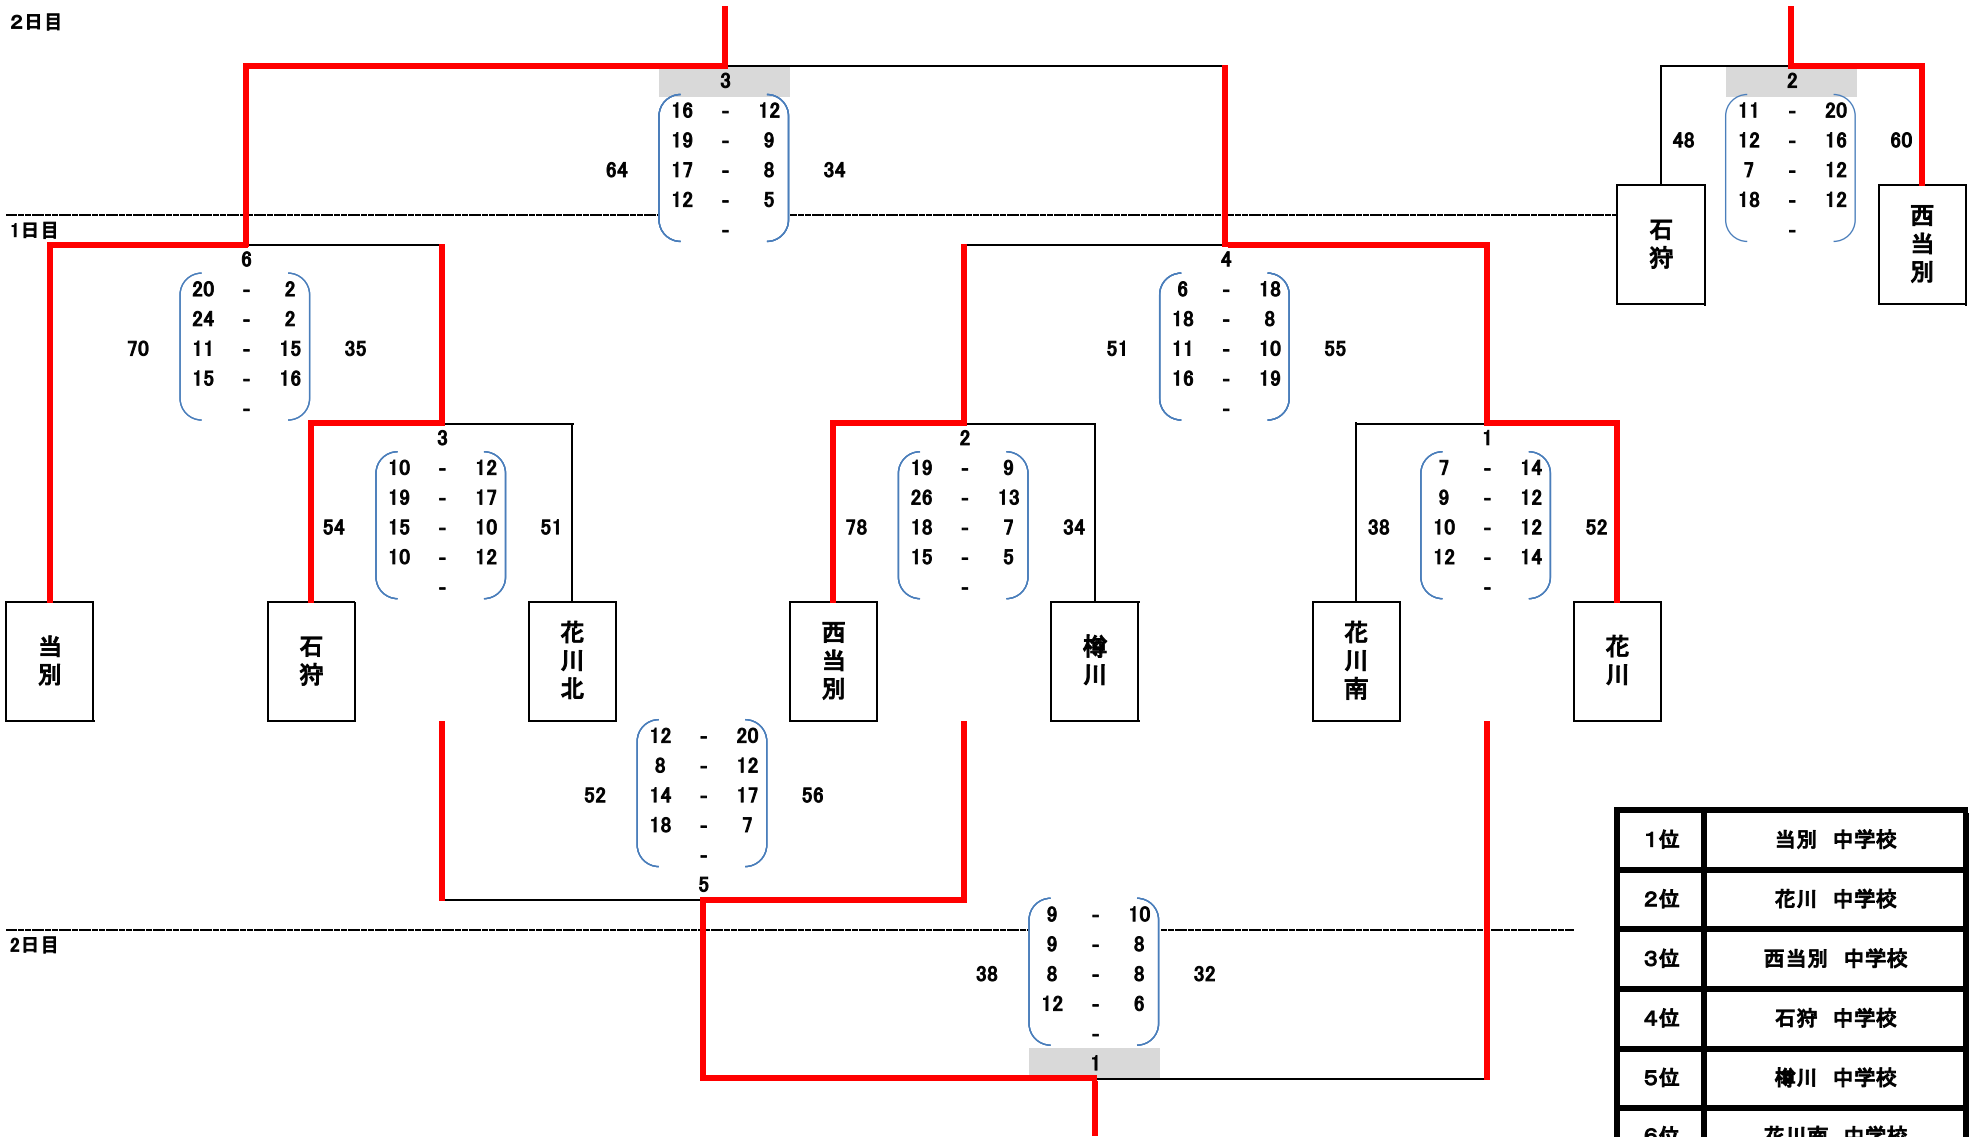 2日目
3
16 - 12
19 - 9
64 17 - 8 34
12 - 5
-
2
11 - 20
48 12 - 16 60
7 - 12
18 - 12
-
石狩
西当別
1日目
6
20 - 2
24 - 2
70 11 - 15 35
15 - 16
-
4
6 - 18
18 - 8
51 11 - 10 55
16 - 19
-
3
10 - 12
19 - 17
54 15 - 10 51
10 - 12
-
2
19 - 9
26 - 13
78 18 - 7 34
15 - 5
-
1
7 - 14
9 - 12
38 10 - 12 52
12 - 14
-
当別
石狩
花川北
西当別
樽川
花川南
花川
12 - 20
8 - 12
52 14 - 17 56
18 - 7
-
5
2日目
9 - 10
9 - 8
38 8 - 8 32
12 - 6
-
1
1位 当別 中学校
2位 花川 中学校
3位 西当別 中学校
4位 石狩 中学校
5位 樽川 中学校
6位 花川南 中学校